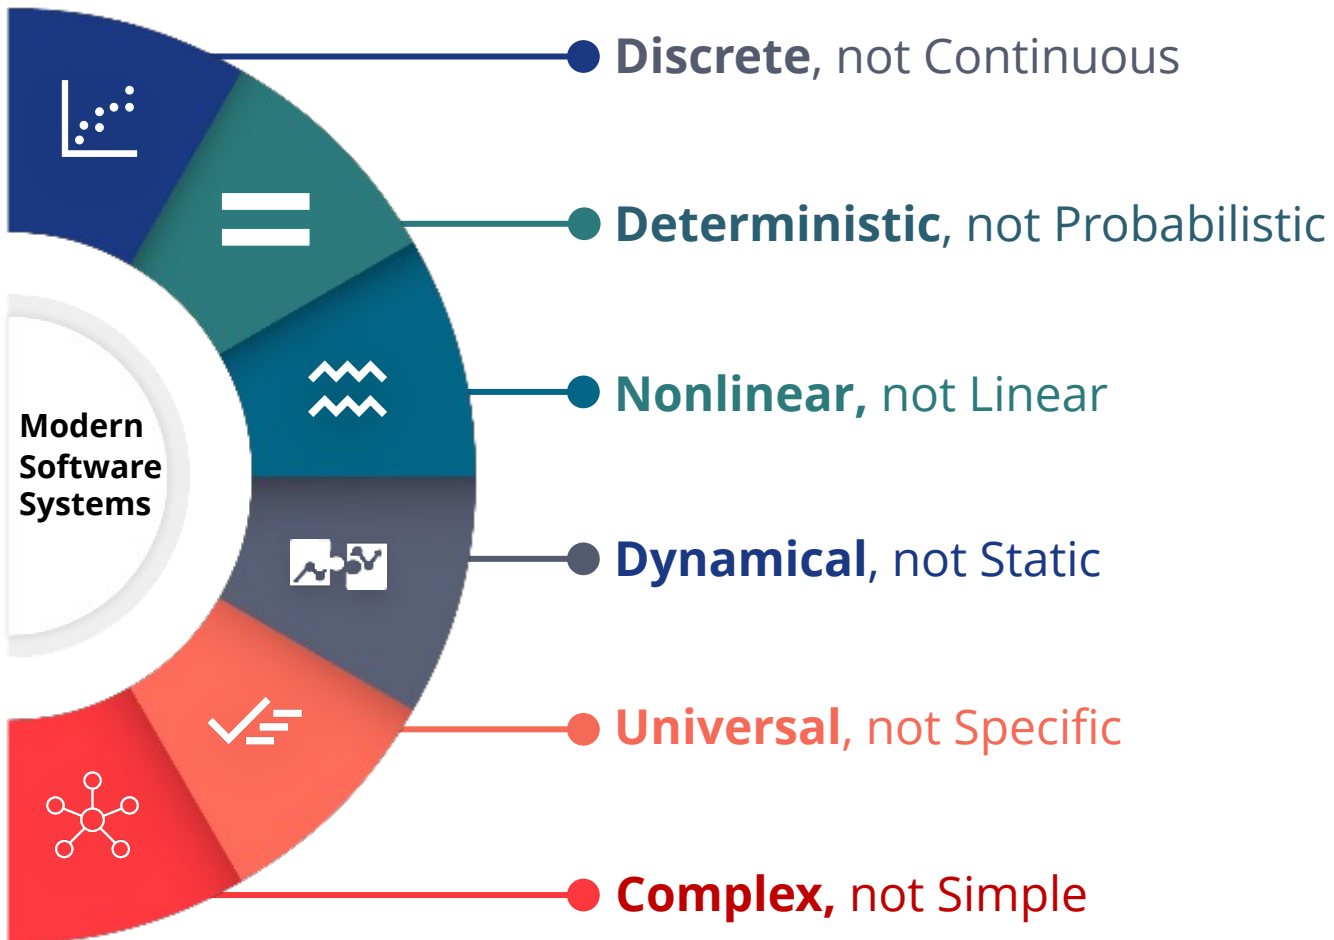 Discrete, not Continuous
Deterministic, not Probabilistic
Nonlinear, not Linear
Modern
Software
Systems
Dynamical, not Static
Universal, not Specific
Complex, not Simple